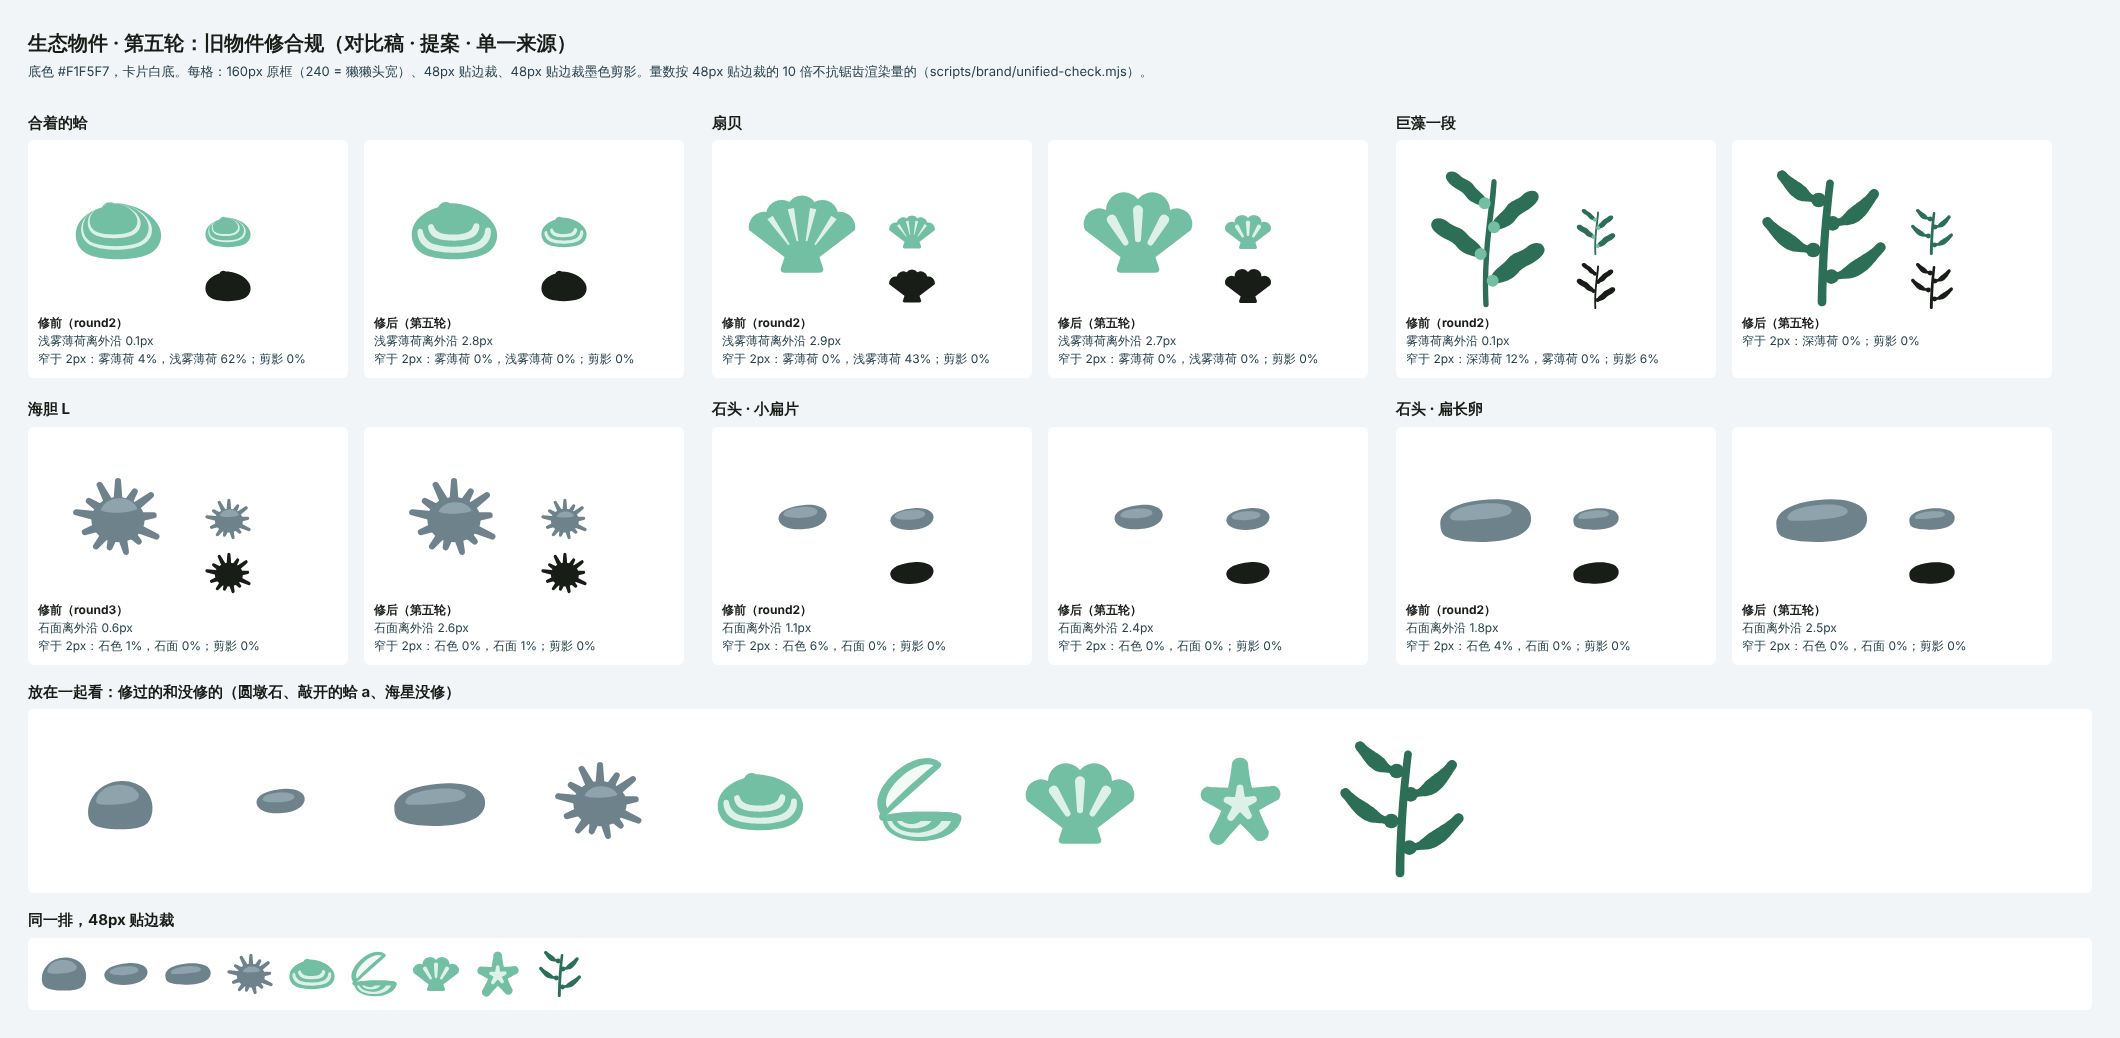 生态物件 · 第五轮：旧物件修合规（对比稿 · 提案 · 单一来源）
底色 #F1F5F7，卡片白底。每格：160px 原框（240 = 獭獭头宽）、48px 贴边裁、48px 贴边裁墨色剪影。量数按 48px 贴边裁的 10 倍不抗锯齿渲染量的（scripts/brand/unified-check.mjs）。
合着的蛤
修前（round2）
浅雾薄荷离外沿 0.1px
窄于 2px：雾薄荷 4%，浅雾薄荷 62%；剪影 0%
修后（第五轮）
浅雾薄荷离外沿 2.8px
窄于 2px：雾薄荷 0%，浅雾薄荷 0%；剪影 0%
扇贝
修前（round2）
浅雾薄荷离外沿 2.9px
窄于 2px：雾薄荷 0%，浅雾薄荷 43%；剪影 0%
修后（第五轮）
浅雾薄荷离外沿 2.7px
窄于 2px：雾薄荷 0%，浅雾薄荷 0%；剪影 0%
巨藻一段
修前（round2）
雾薄荷离外沿 0.1px
窄于 2px：深薄荷 12%，雾薄荷 0%；剪影 6%
修后（第五轮）
窄于 2px：深薄荷 0%；剪影 0%
海胆 L
修前（round3）
石面离外沿 0.6px
窄于 2px：石色 1%，石面 0%；剪影 0%
修后（第五轮）
石面离外沿 2.6px
窄于 2px：石色 0%，石面 1%；剪影 0%
石头 · 小扁片
修前（round2）
石面离外沿 1.1px
窄于 2px：石色 6%，石面 0%；剪影 0%
修后（第五轮）
石面离外沿 2.4px
窄于 2px：石色 0%，石面 0%；剪影 0%
石头 · 扁长卵
修前（round2）
石面离外沿 1.8px
窄于 2px：石色 4%，石面 0%；剪影 0%
修后（第五轮）
石面离外沿 2.5px
窄于 2px：石色 0%，石面 0%；剪影 0%
放在一起看：修过的和没修的（圆墩石、敲开的蛤 a、海星没修）
同一排，48px 贴边裁